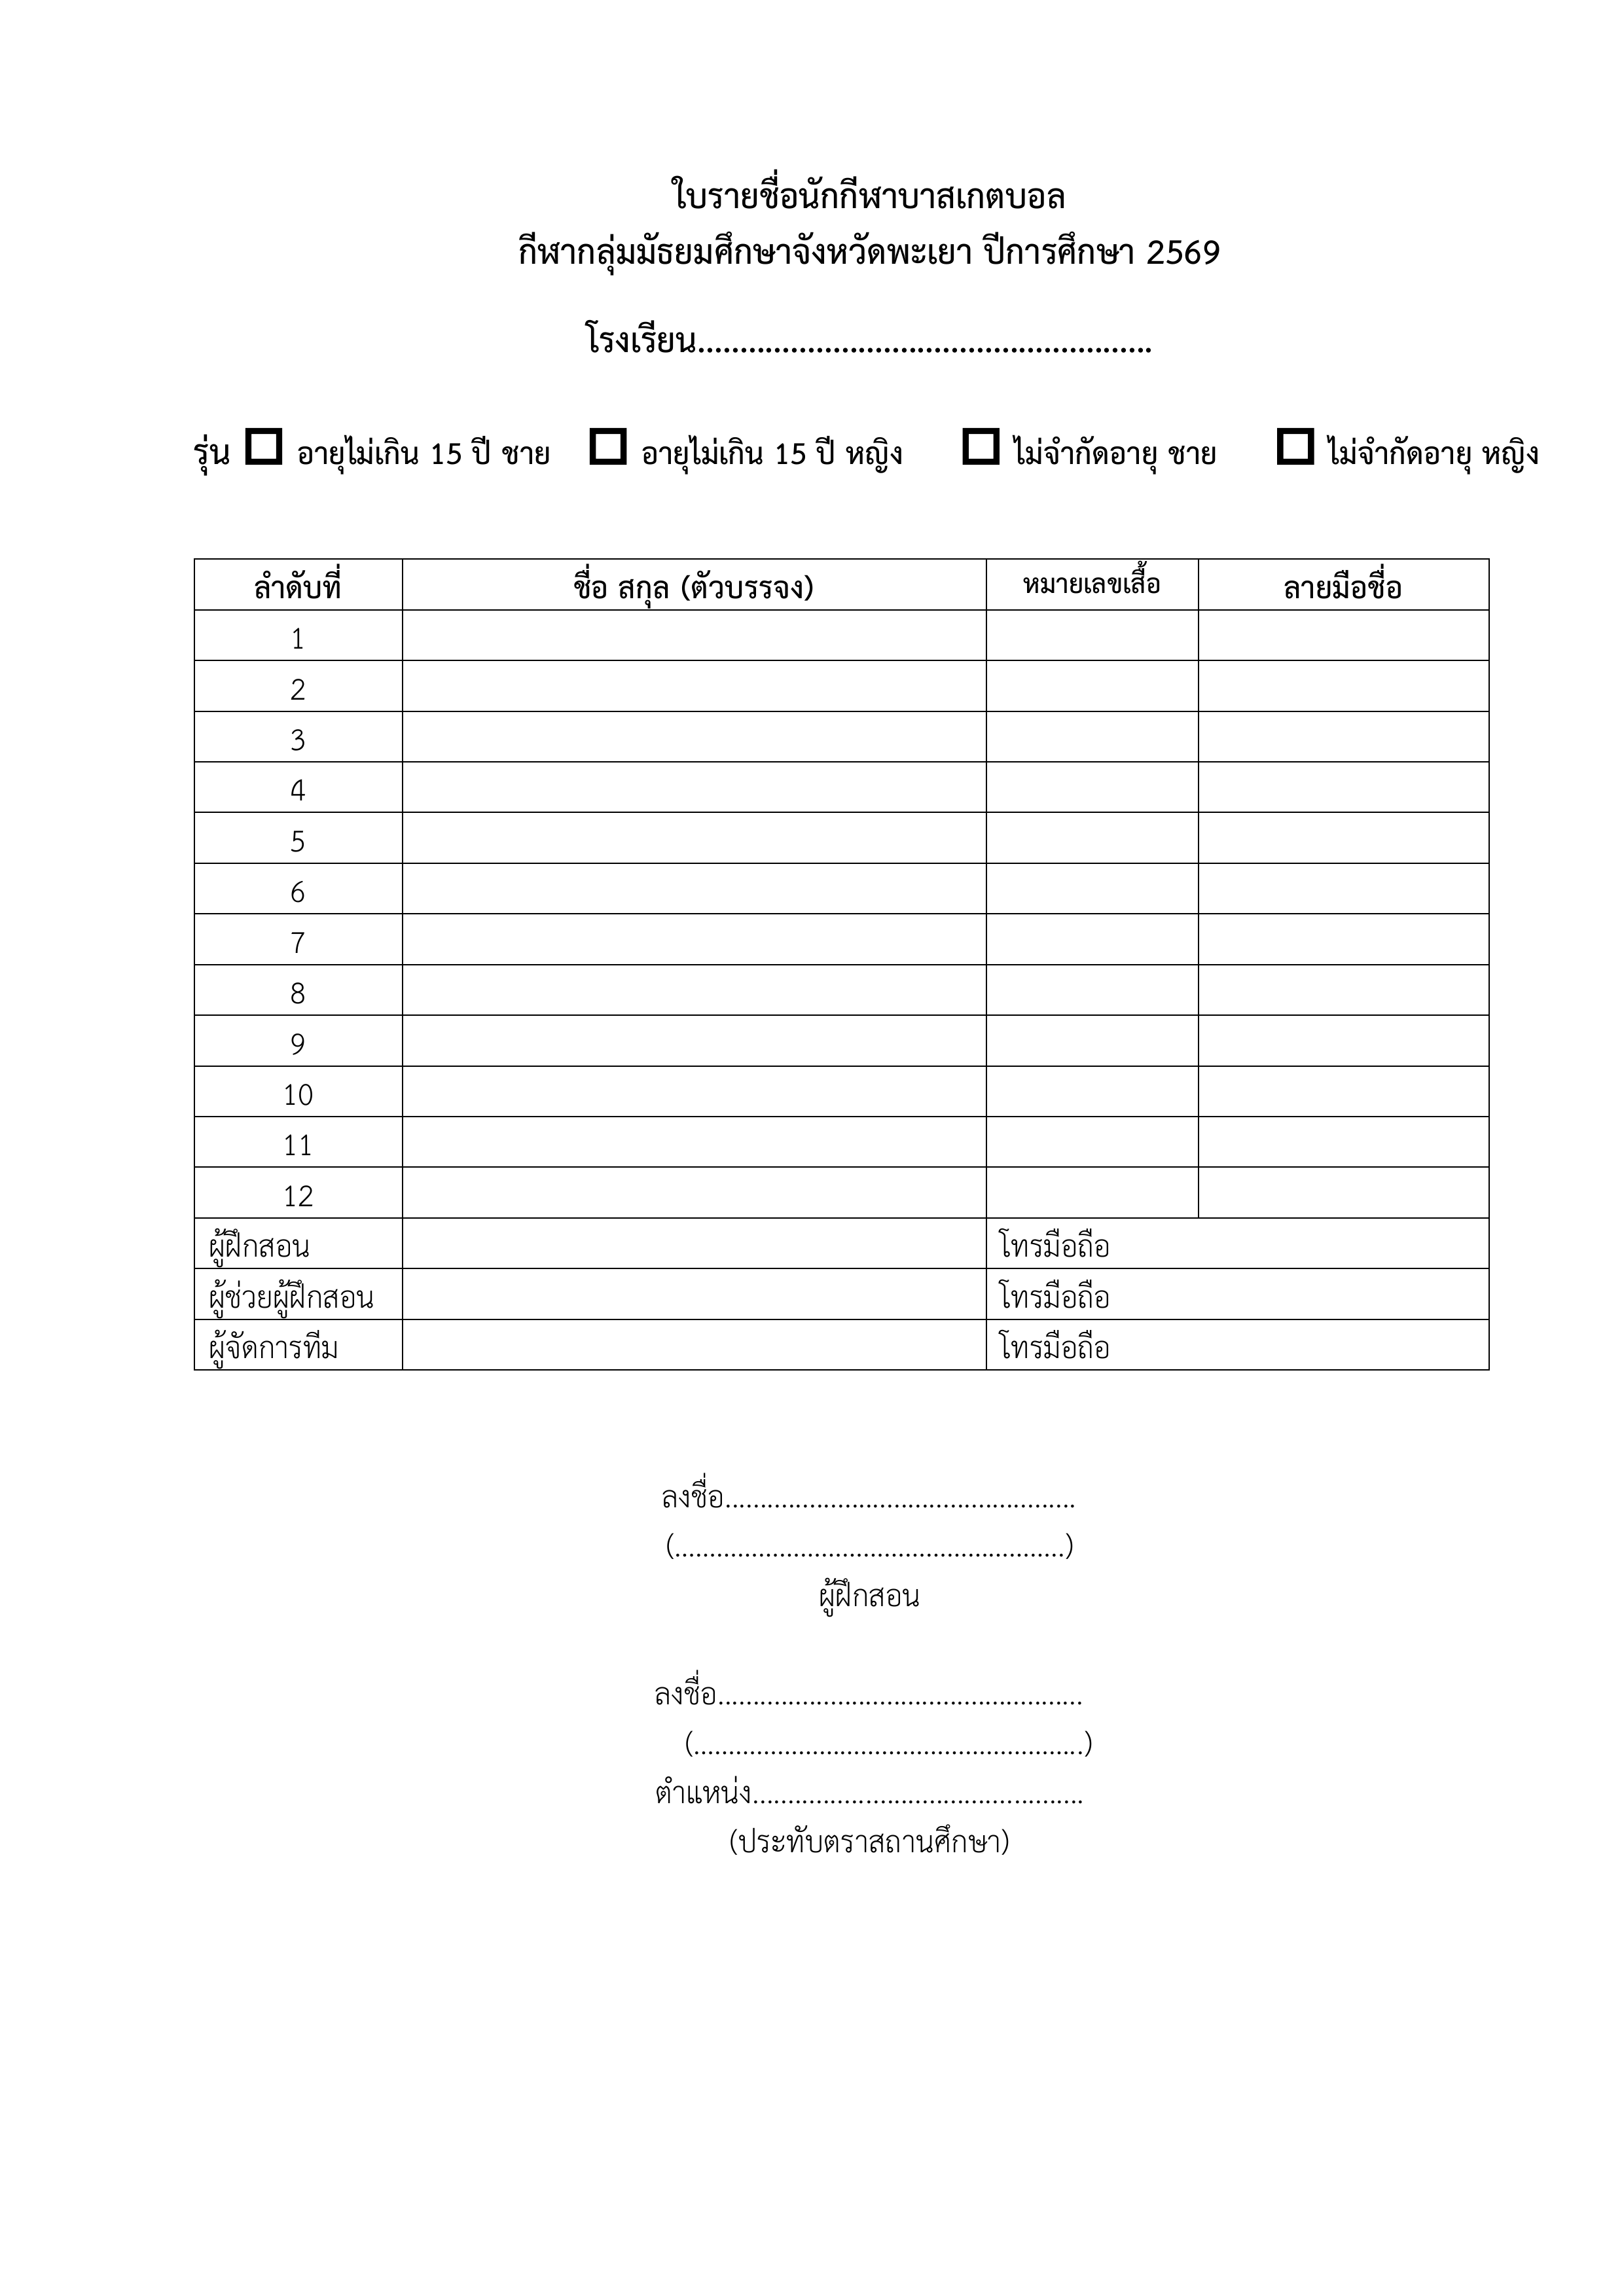 ใบรายชื่อนักกีฬาบาสเกตบอล
กีฬากลุ่มมัธยมศึกษาจังหวัดพะเยา ปีการศึกษา 2569
โรงเรียน......................................................
รุ่น ☐ อายุไม่เกิน 15 ปี ชาย ☐ อายุไม่เกิน 15 ปี หญิง ☐ ไม่จำกัดอายุ ชาย ☐ ไม่จำกัดอายุ หญิง
ลำดับที่ ชื่อ สกุล (ตัวบรรจง) หมายเลขเสื้อ ลายมือชื่อ
1
2
3
4
5
6
7
8
9
10
11
12
ผู้ฝึกสอน โทรมือถือ
ผู้ช่วยผู้ฝึกสอน โทรมือถือ
ผู้จัดการทีม โทรมือถือ
ลงชื่อ..................................................
(........................................................)
ผู้ฝึกสอน
ลงชื่อ....................................................
(........................................................)
ตำแหน่ง...............................................
(ประทับตราสถานศึกษา)